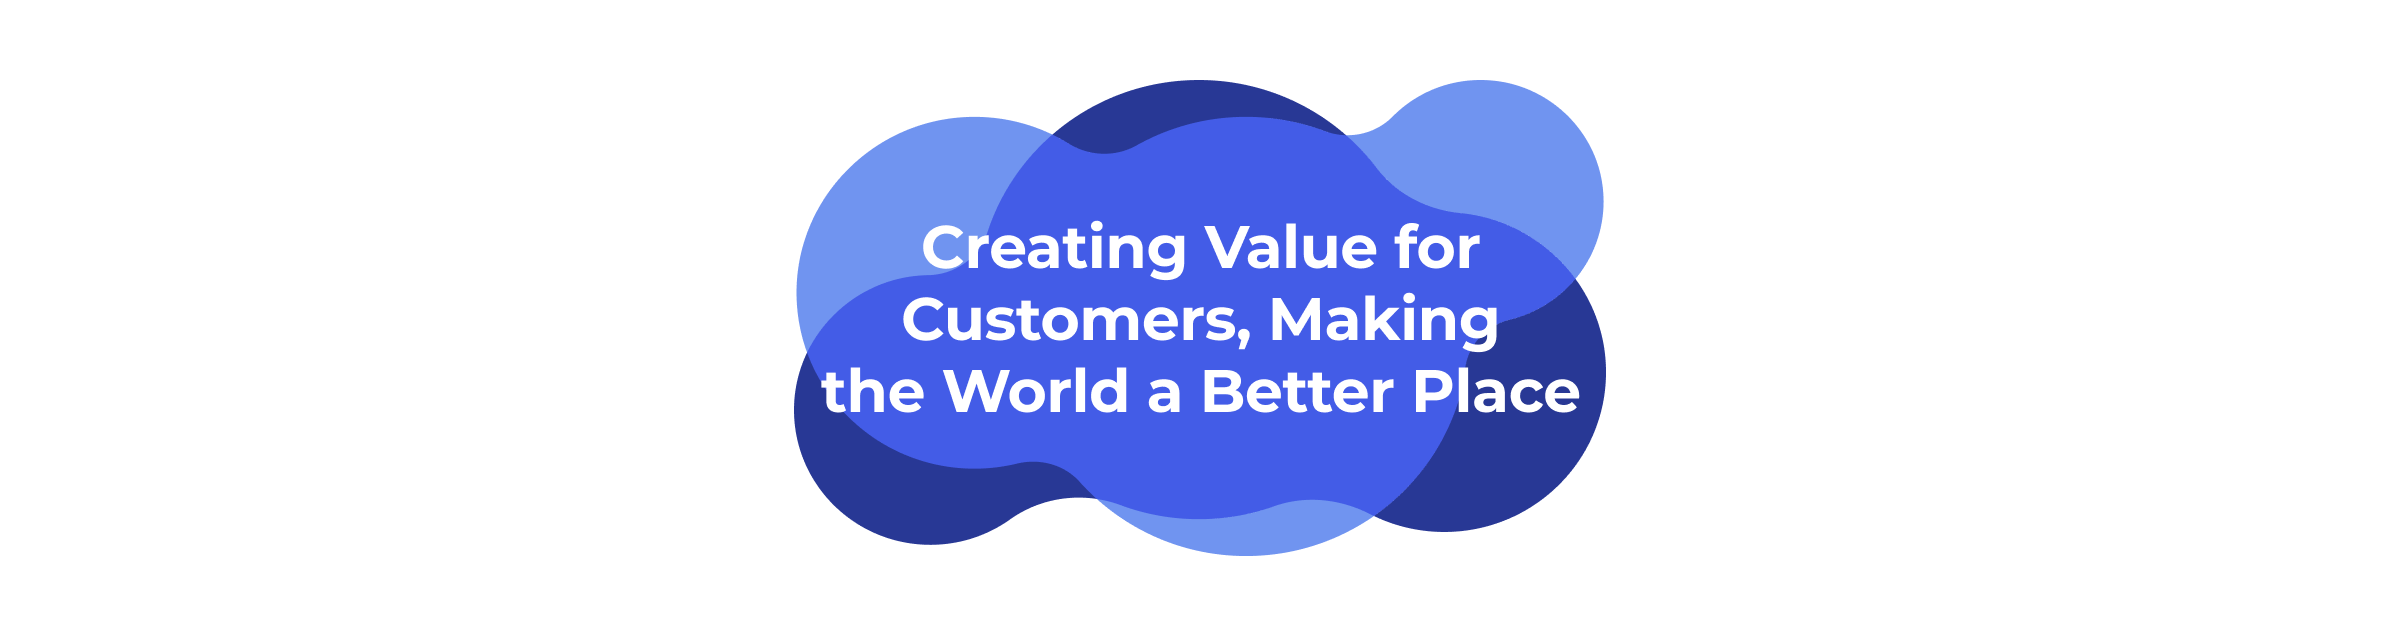 Creating Value for
Customers, Making
the World a Better Place